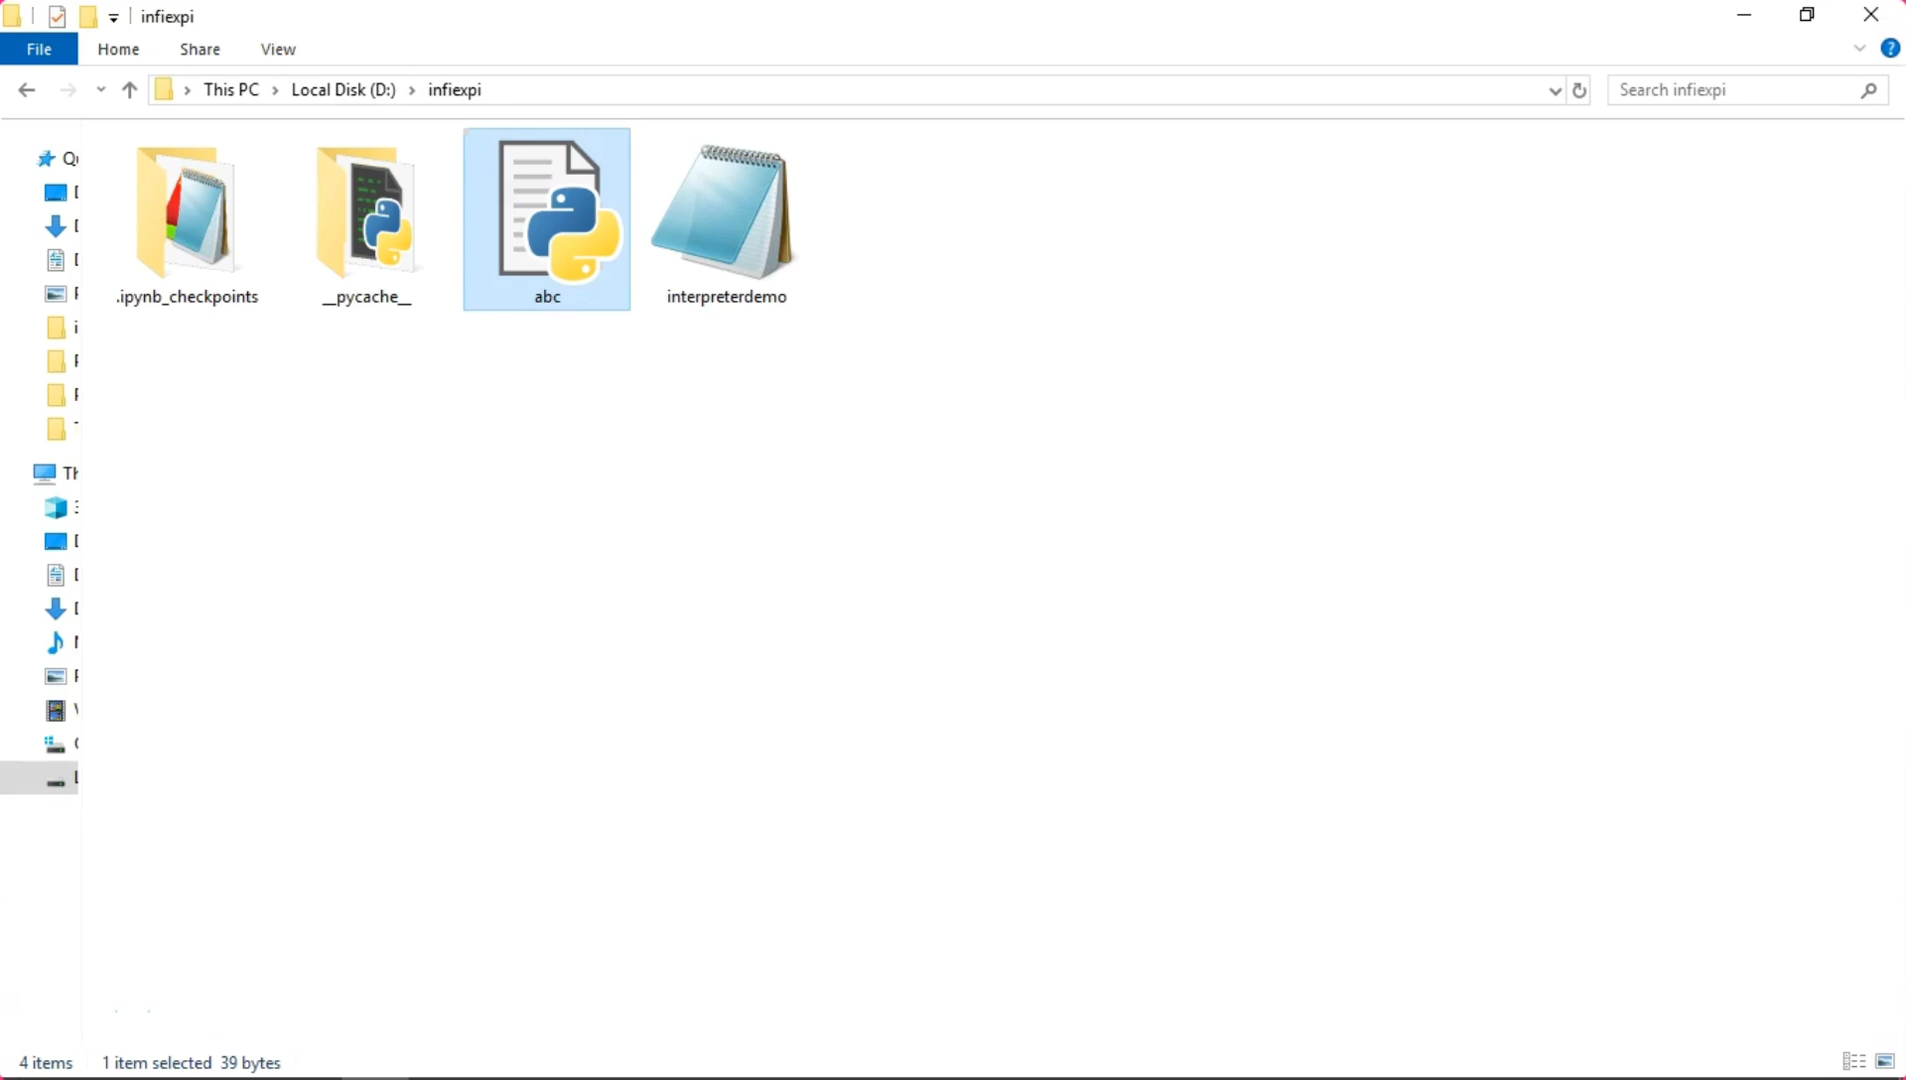 infiexpi
File Home Share View
This PC > Local Disk (D:) > infiexpi
Search infiexpi
.ipynb_checkpoints
__pycache__
abc
interpreterdemo
4 items 1 item selected 39 bytes